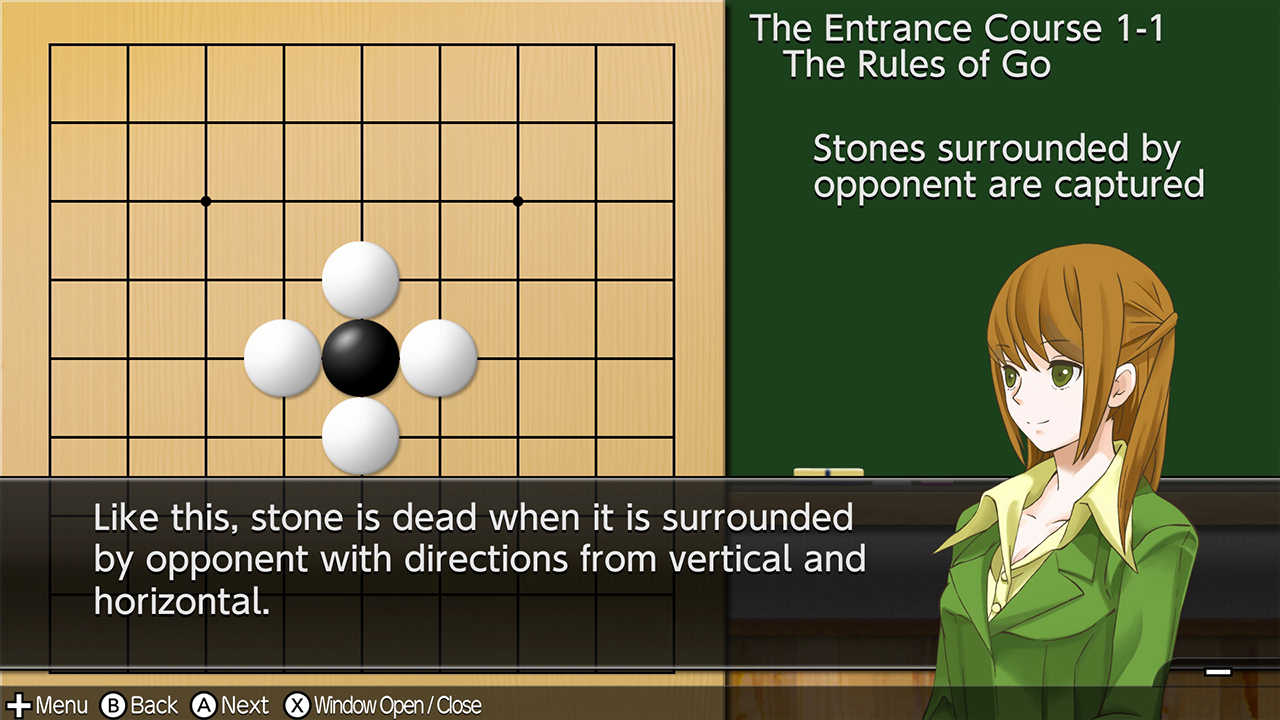 The Entrance Course 1-1
The Rules of Go
Stones surrounded by
opponent are captured
Like this, stone is dead when it is surrounded
by opponent with directions from vertical and
horizontal.
Menu B Back A Next X Window Open / Close